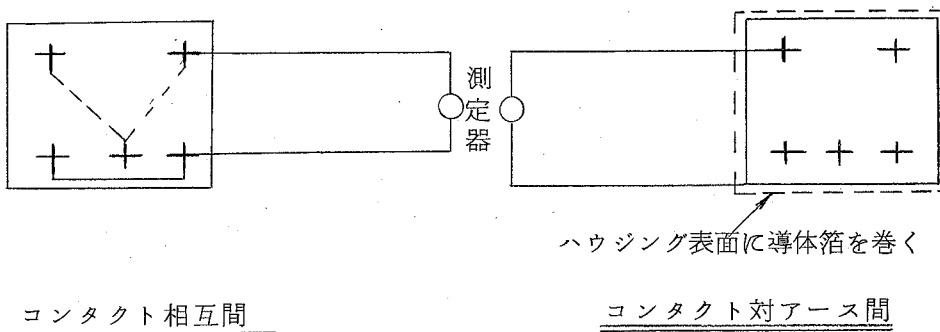 測定器
ハウジング表面に導体箔を巻く
コンタクト相互間
コンタクト対アース間